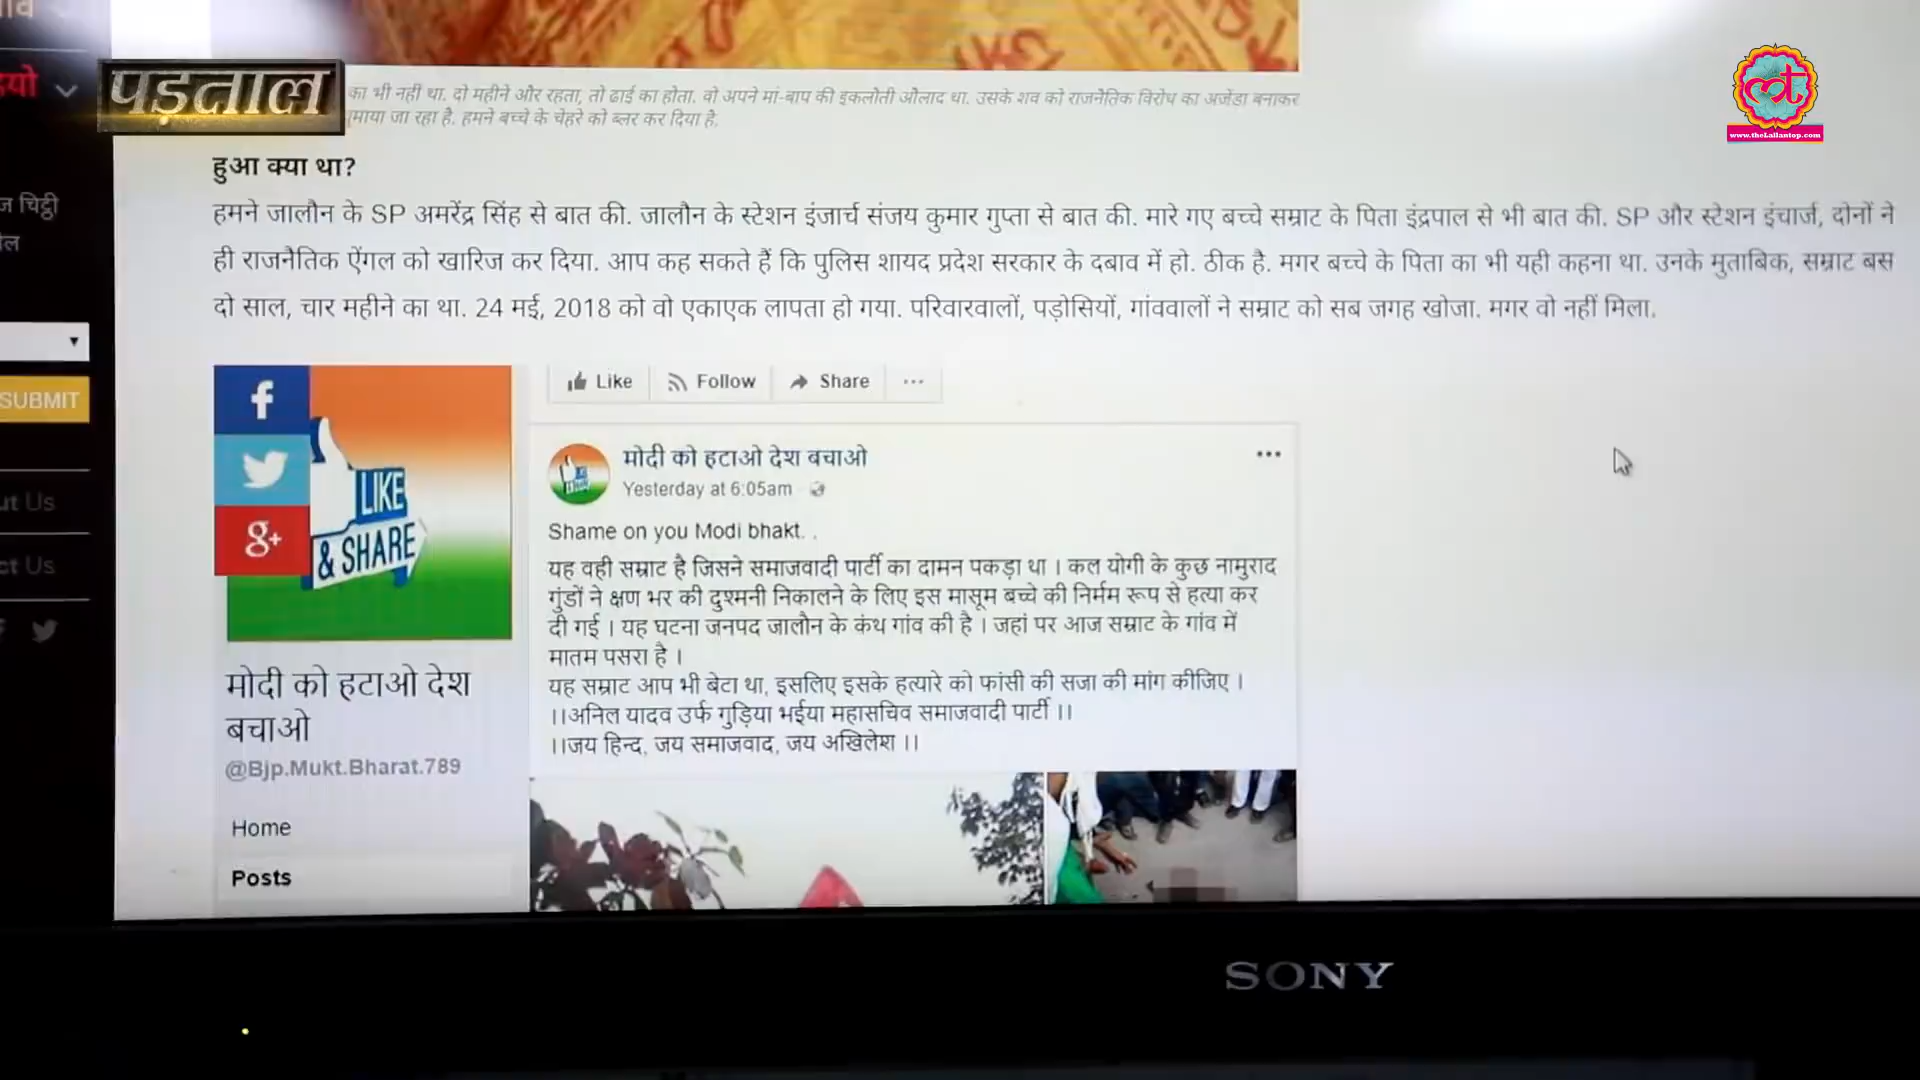 पड़ताल
www.theLallantop.com
का भी नहीं था. दो महीने और रहता, तो ढाई का होता. वो अपने मां-बाप की इकलौती औलाद था. उसके शव को राजनैतिक विरोध का अजेंडा बनाकर
माया जा रहा है. हमने बच्चे के चेहरे को ब्लर कर दिया है.
हुआ क्या था?
हमने जालौन के SP अमरेंद्र सिंह से बात की. जालौन के स्टेशन इंजार्च संजय कुमार गुप्ता से बात की. मारे गए बच्चे सम्राट के पिता इंद्रपाल से भी बात की. SP और स्टेशन इंचार्ज, दोनों ने
ही राजनैतिक ऐंगल को खारिज कर दिया. आप कह सकते हैं कि पुलिस शायद प्रदेश सरकार के दबाव में हो. ठीक है. मगर बच्चे के पिता का भी यही कहना था. उनके मुताबिक, सम्राट बस
दो साल, चार महीने का था. 24 मई, 2018 को वो एकाएक लापता हो गया. परिवारवालों, पड़ोसियों, गांववालों ने सम्राट को सब जगह खोजा. मगर वो नहीं मिला.
चिट्ठी
SUBMIT
Us
Us
f
g+
LIKE
& SHARE
मोदी को हटाओ देश
बचाओ
@Bjp.Mukt.Bharat.789
Home
Posts
Like Follow Share ...
मोदी को हटाओ देश बचाओ
Yesterday at 6:05am
Shame on you Modi bhakt. .
यह वही सम्राट है जिसने समाजवादी पार्टी का दामन पकड़ा था । कल योगी के कुछ नामुराद
गुंडों ने क्षण भर की दुश्मनी निकालने के लिए इस मासूम बच्चे की निर्मम रूप से हत्या कर
दी गई । यह घटना जनपद जालौन के कंथ गांव की है । जहां पर आज सम्राट के गांव में
मातम पसरा है ।
यह सम्राट आप भी बेटा था, इसलिए इसके हत्यारे को फांसी की सजा की मांग कीजिए ।
।।अनिल यादव उर्फ गुड़िया भईया महासचिव समाजवादी पार्टी ।।
।।जय हिन्द, जय समाजवाद, जय अखिलेश ।।
SONY